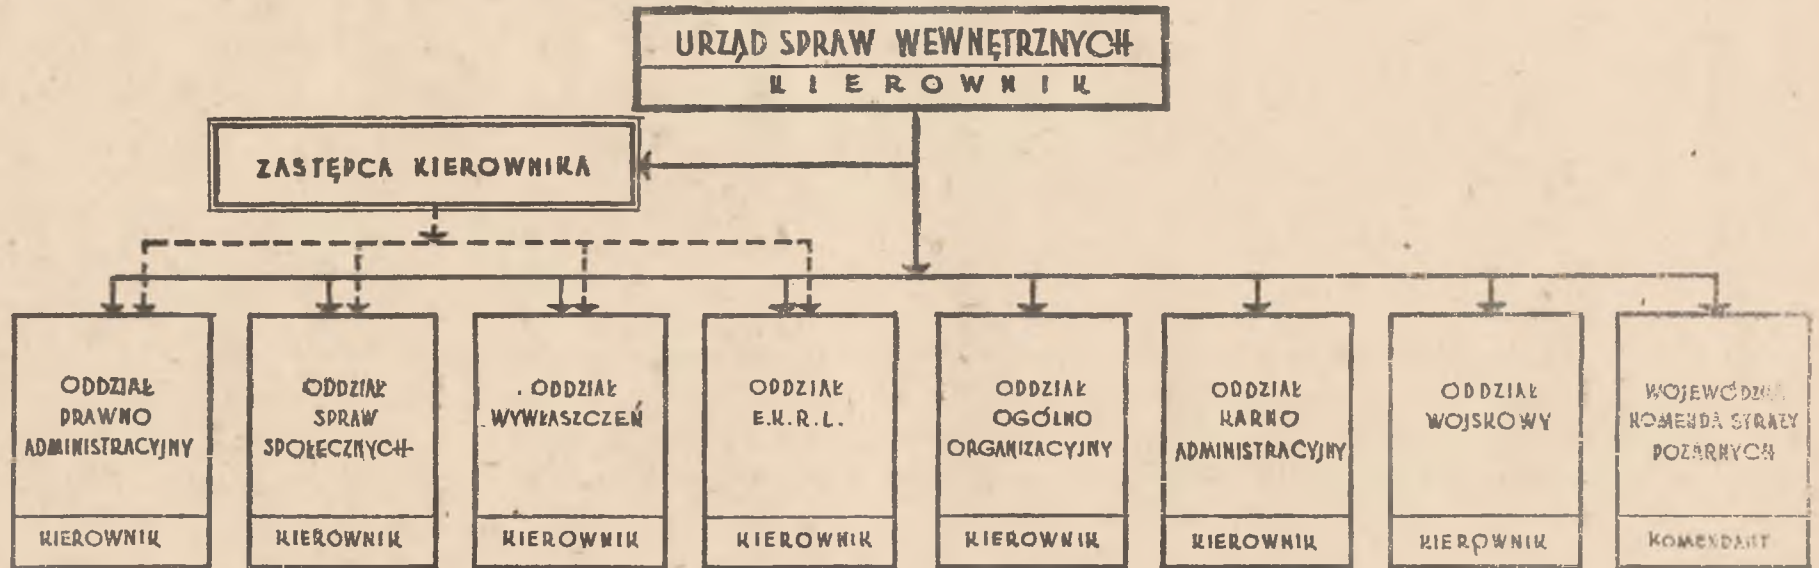 URZĄD SPRAW WEWNĘTRZNYCH
KIEROWNIK
ZASTĘPCA KIEROWNIKA
ODDZIAŁ
PRAWNO
ADMINISTRACYJNY
KIEROWNIK
ODDZIAŁ
SPRAW
SPOŁECZNYCH
KIEROWNIK
ODDZIAŁ
WYWŁASZCZEŃ
KIEROWNIK
ODDZIAŁ
E.K.R.L.
KIEROWNIK
ODDZIAŁ
OGÓLNO
ORGANIZACYJNY
KIEROWNIK
ODDZIAŁ
KARNO
ADMINISTRACYJNY
KIEROWNIK
ODDZIAŁ
WOJSKOWY
KIEROWNIK
WOJEWÓDZKA
KOMENDA STRAŻY
POŻARNYCH
KOMENDANT